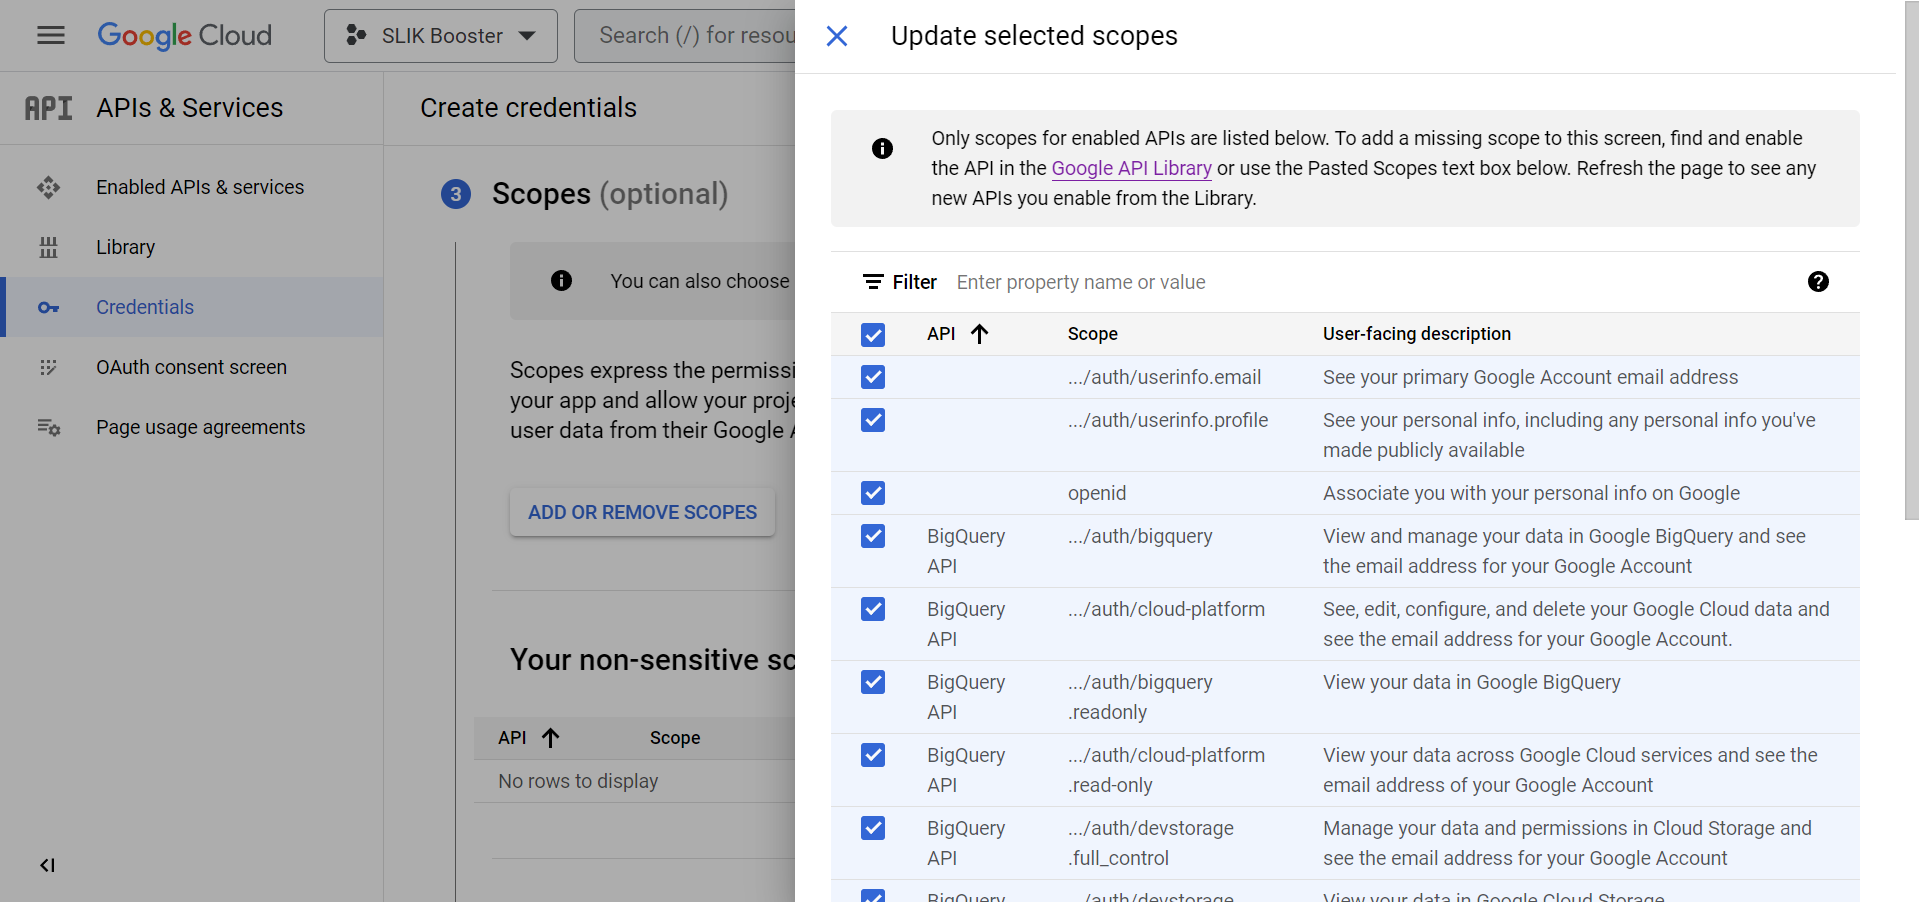 Google Cloud
SLIK Booster
Search (/) for resou
API
APIs & Services
Enabled APIs & services
Library
Credentials
OAuth consent screen
Page usage agreements
Create credentials
3
Scopes (optional)
You can also choose
Scopes express the permissi
your app and allow your proje
user data from their Google A
ADD OR REMOVE SCOPES
Your non-sensitive sc
API Scope
No rows to display
Update selected scopes
Only scopes for enabled APIs are listed below. To add a missing scope to this screen, find and enable
the API in the Google API Library or use the Pasted Scopes text box below. Refresh the page to see any
new APIs you enable from the Library.
Filter Enter property name or value
API Scope User-facing description
.../auth/userinfo.email See your primary Google Account email address
.../auth/userinfo.profile See your personal info, including any personal info you've
made publicly available
openid Associate you with your personal info on Google
BigQuery .../auth/bigquery View and manage your data in Google BigQuery and see
API the email address for your Google Account
BigQuery .../auth/cloud-platform See, edit, configure, and delete your Google Cloud data and
API see the email address for your Google Account.
BigQuery .../auth/bigquery View your data in Google BigQuery
API .readonly
BigQuery .../auth/cloud-platform View your data across Google Cloud services and see the
API .read-only email address of your Google Account
BigQuery .../auth/devstorage Manage your data and permissions in Cloud Storage and
API .full_control see the email address for your Google Account
BigQuery .../auth/devstorage View your data in Google Cloud Storage